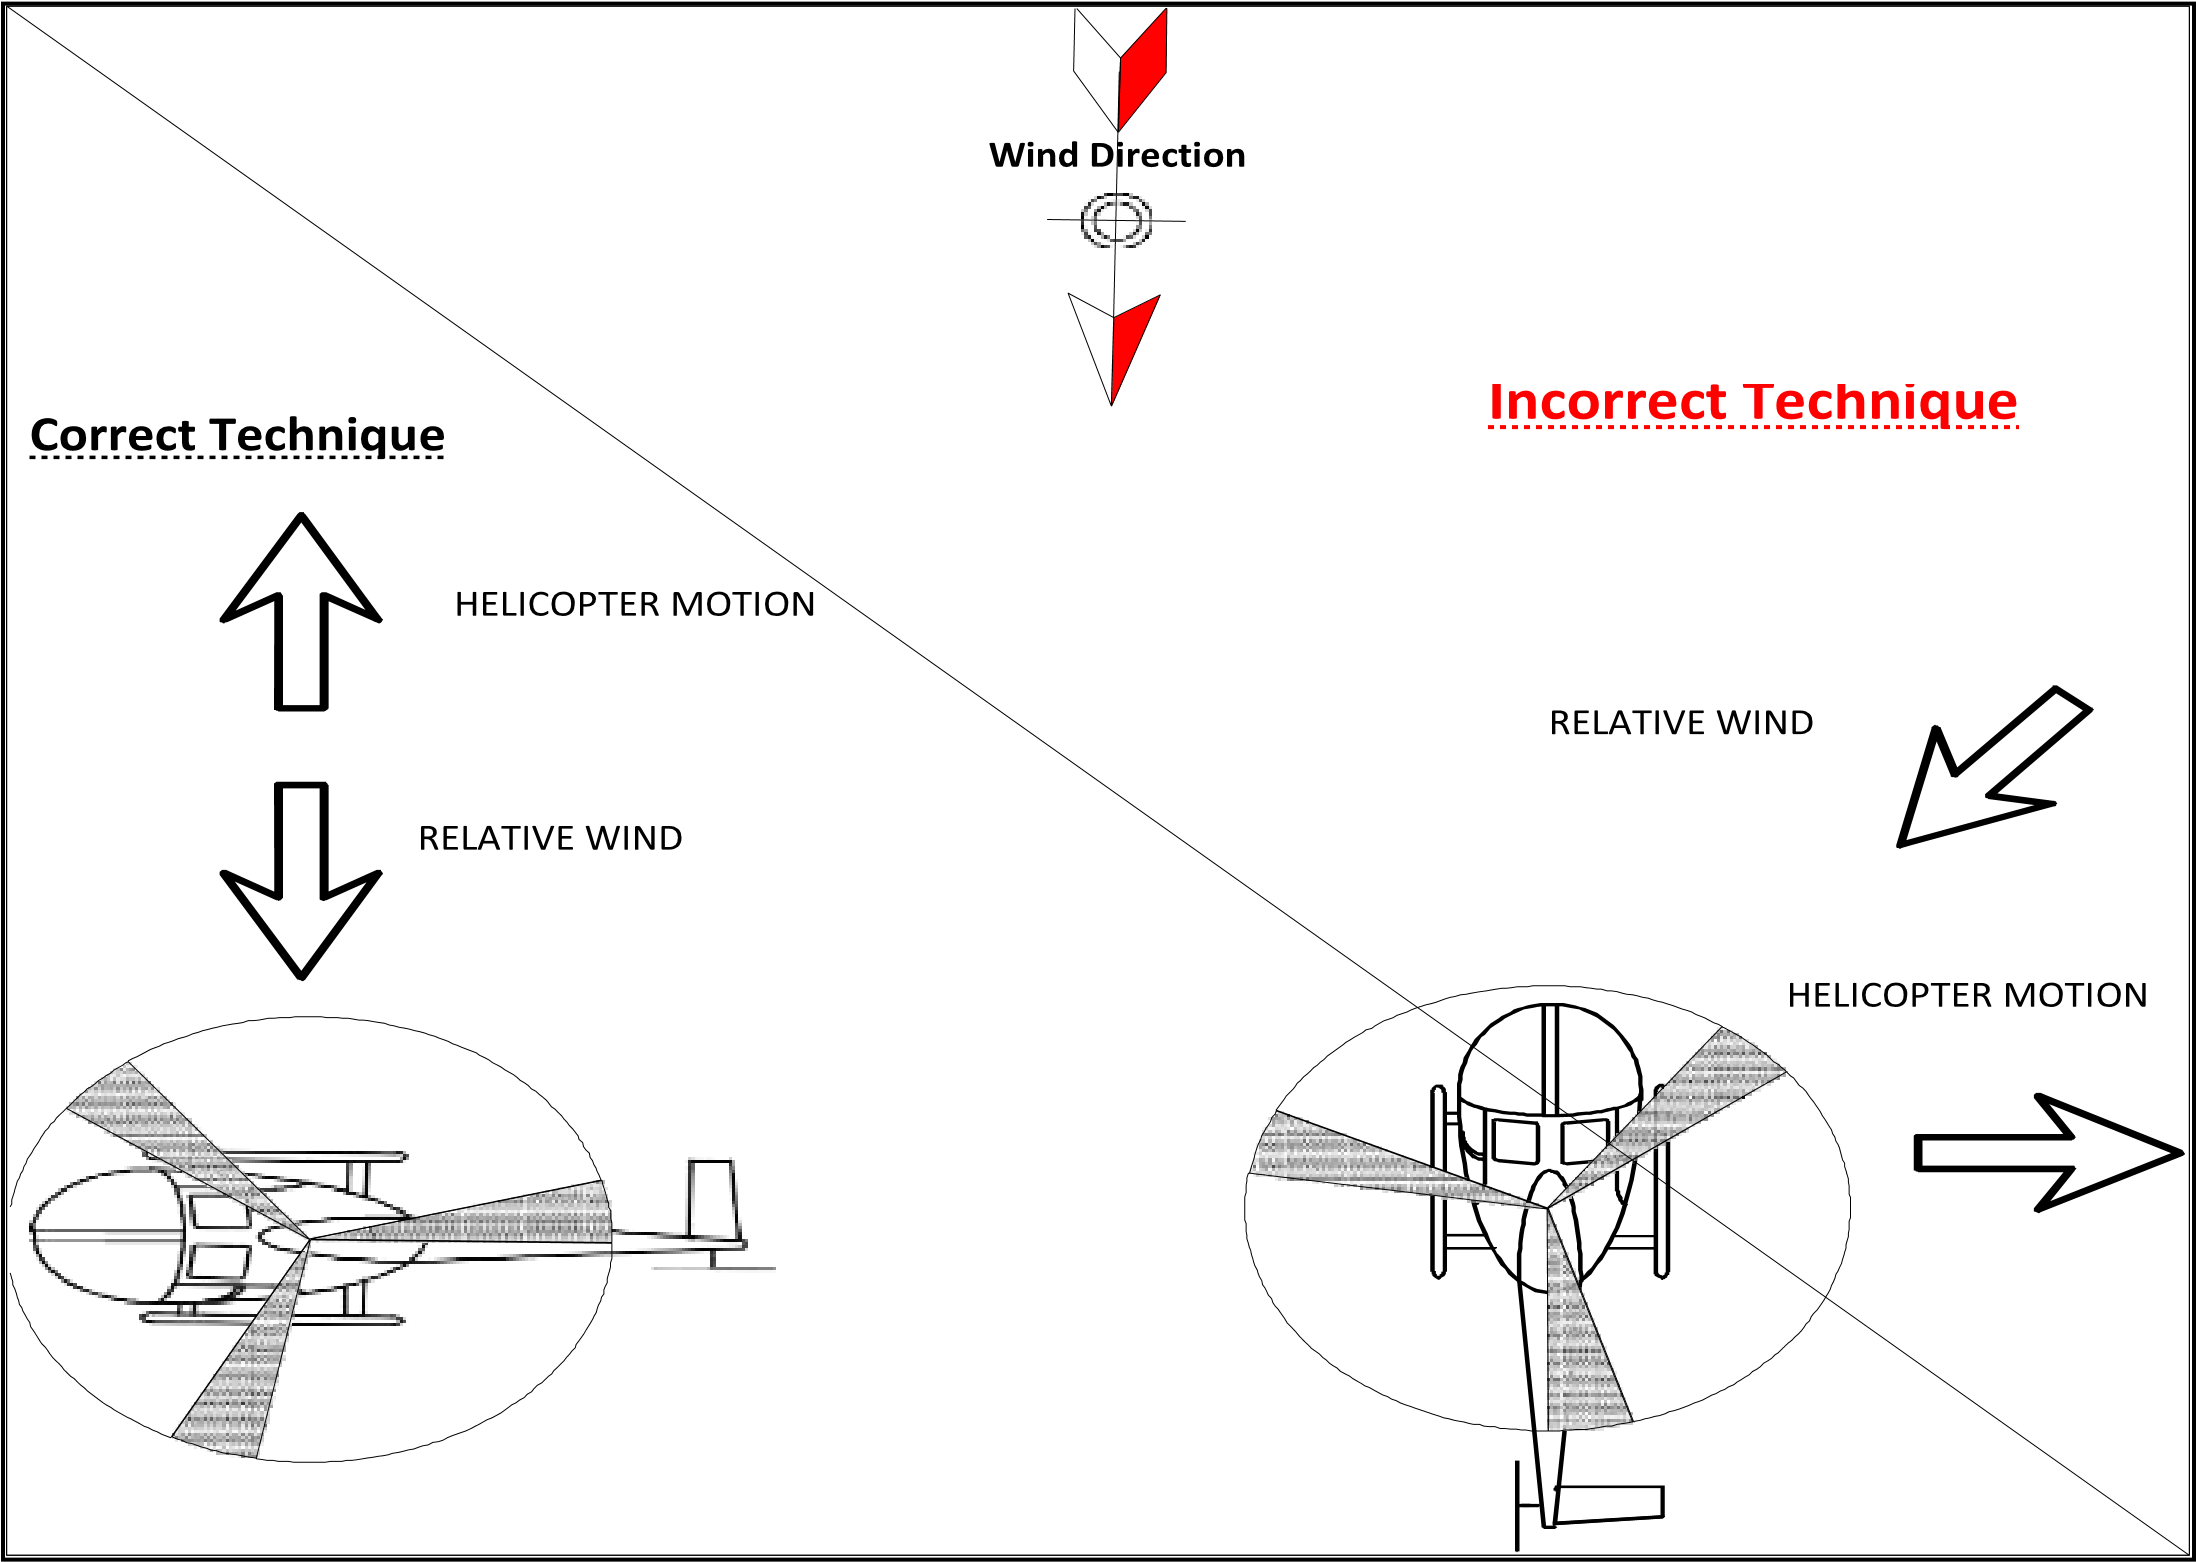 Wind Direction
Correct Technique
Incorrect Technique
HELICOPTER MOTION
RELATIVE WIND
RELATIVE WIND
HELICOPTER MOTION